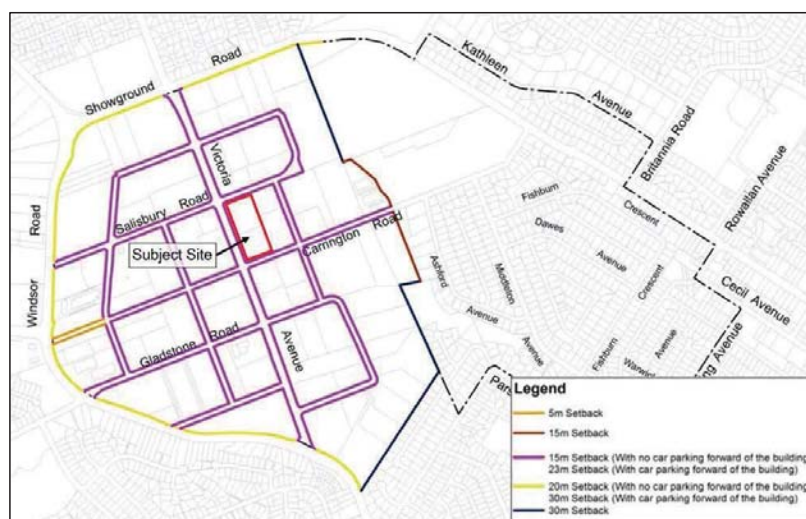 Showground Road
Kathleen
Avenue
Britannia Road
Rowallan Avenue
Victoria
Salisbury Road
Fishburn
Crescent
Subject Site
Carrington Road
Dawes
Windsor
Road
Ashford
Middleton
Avenue
Crescent
Cecil Avenue
Gladstone Road
Avenue
Avenue
Avenue
Fishburn
Avenue
Warwic
ng Avenue
Pars
Legend
5m Setback
15m Setback
15m Setback (With no car parking forward of the building
23m Setback (With car parking forward of the building)
20m Setback (With no car parking forward of the building
30m Setback (With car parking forward of the building)
30m Setback